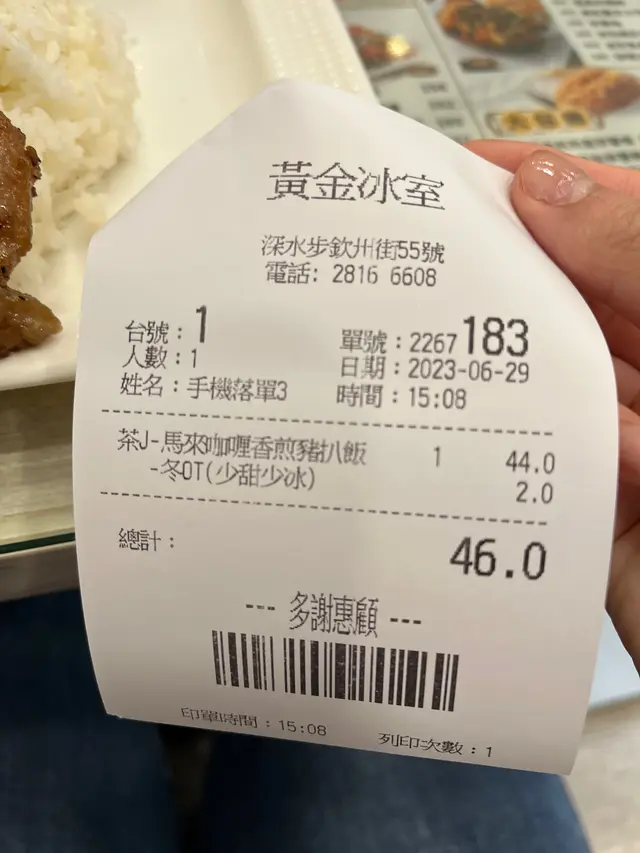 黃金冰室
深水步欽州街55號
電話: 2816 6608
台號：1
單號：2267 183
人數：1
日期：2023-06-29
姓名：手機落單3
時間：15:08
茶J-馬來咖喱香煎豬扒飯 1 44.0
-冬OT(少甜少冰) 2.0
總計： 46.0
--- 多謝惠顧 ---
印單時間：15:08
列印次數：1